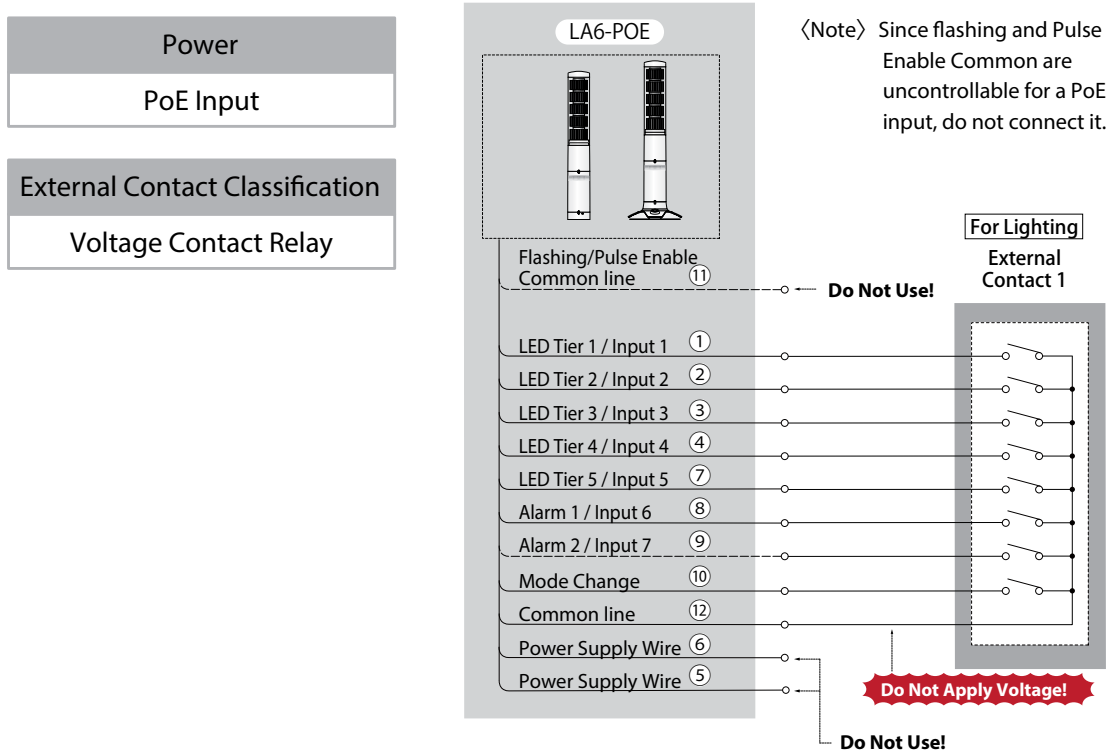 Power
PoE Input
External Contact Classification
Voltage Contact Relay
LA6-POE
〈Note〉 Since flashing and Pulse
Enable Common are
uncontrollable for a PoE
input, do not connect it.
For Lighting
External
Contact 1
Flashing/Pulse Enable
Common line ⑪
Do Not Use!
LED Tier 1 / Input 1 ①
LED Tier 2 / Input 2 ②
LED Tier 3 / Input 3 ③
LED Tier 4 / Input 4 ④
LED Tier 5 / Input 5 ⑦
Alarm 1 / Input 6 ⑧
Alarm 2 / Input 7 ⑨
Mode Change ⑩
Common line ⑫
Power Supply Wire ⑥
Power Supply Wire ⑤
Do Not Apply Voltage!
Do Not Use!